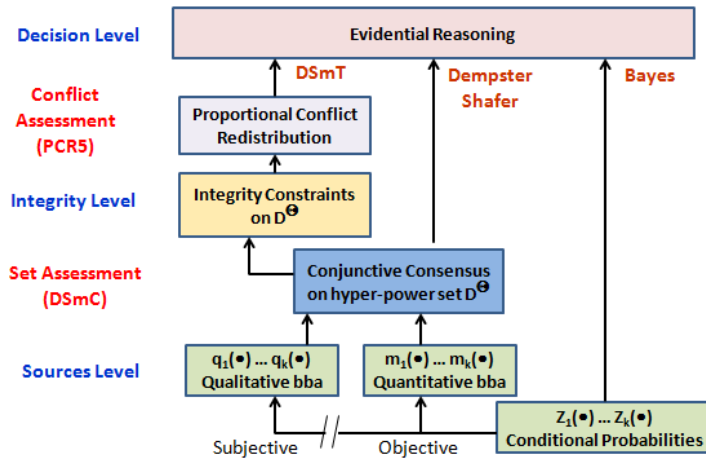 Decision Level
Evidential Reasoning
DSmT
Dempster
Shafer
Bayes
Conflict
Assessment
(PCR5)
Proportional Conflict
Redistribution
Integrity Level
Integrity Constraints
on D^Θ
Set Assessment
(DSmC)
Conjunctive Consensus
on hyper-power set D^Θ
Sources Level
q₁(•) ... qₖ(•)
Qualitative bba
m₁(•) ... mₖ(•)
Quantitative bba
Z₁(•) ... Zₖ(•)
Conditional Probabilities
Subjective
//
Objective